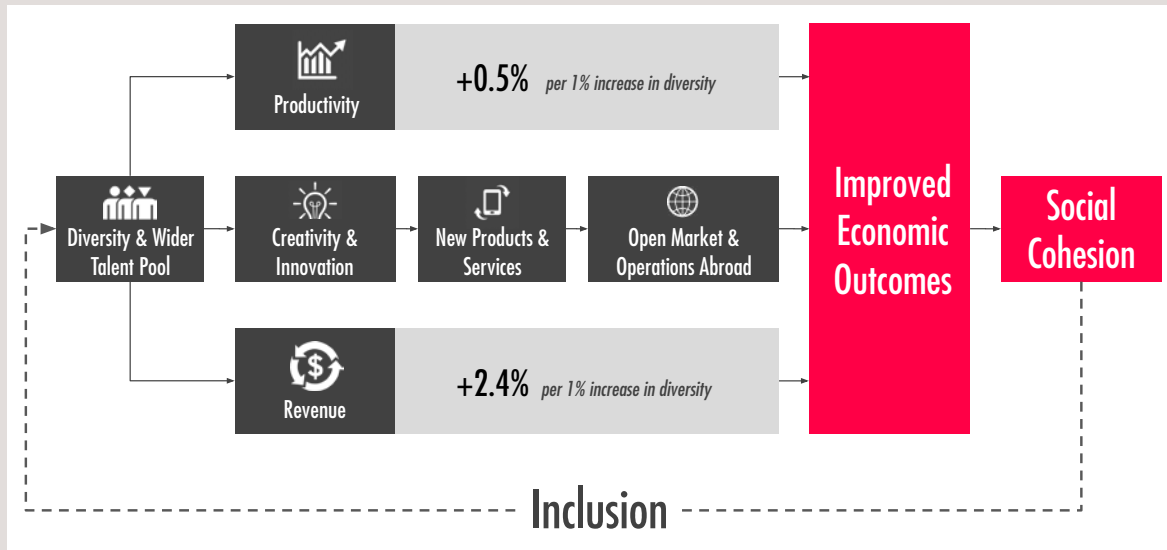 Productivity
+0.5% per 1% increase in diversity
Diversity & Wider
Talent Pool
Creativity &
Innovation
New Products &
Services
Open Market &
Operations Abroad
$
Revenue
+2.4% per 1% increase in diversity
Improved
Economic
Outcomes
Social
Cohesion
Inclusion